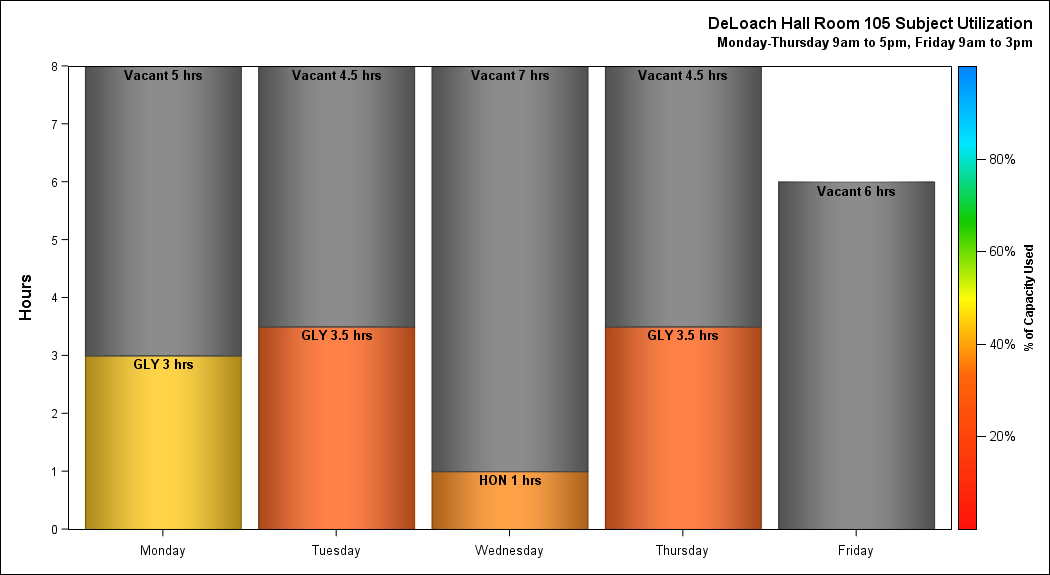 DeLoach Hall Room 105 Subject Utilization
Monday-Thursday 9am to 5pm, Friday 9am to 3pm
Hours
8
7
6
5
4
3
2
1
0
Vacant 5 hrs
GLY 3 hrs
Vacant 4.5 hrs
GLY 3.5 hrs
Vacant 7 hrs
HON 1 hrs
Vacant 4.5 hrs
GLY 3.5 hrs
Vacant 6 hrs
Monday
Tuesday
Wednesday
Thursday
Friday
80%
60%
40%
20%
% of Capacity Used